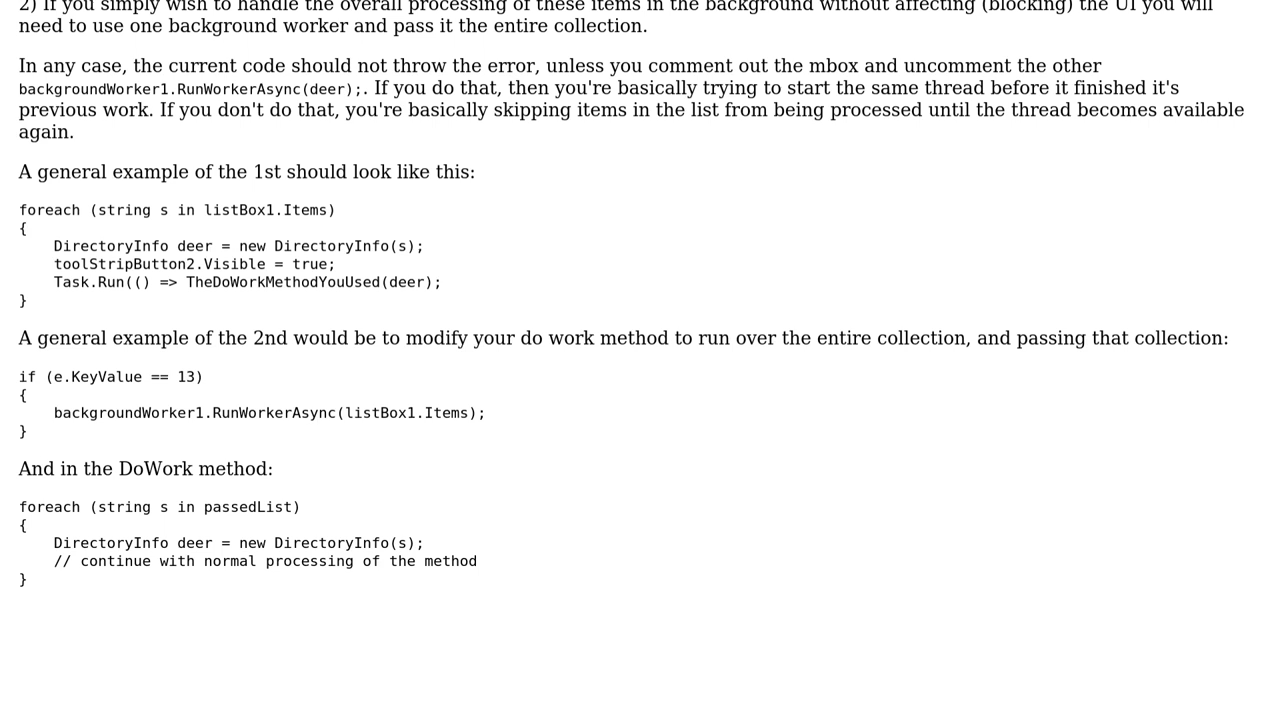 2) If you simply wish to handle the overall processing of these items in the background without affecting (blocking) the UI you will
need to use one background worker and pass it the entire collection.
In any case, the current code should not throw the error, unless you comment out the mbox and uncomment the other
backgroundWorker1.RunWorkerAsync(deer);. If you do that, then you're basically trying to start the same thread before it finished it's
previous work. If you don't do that, you're basically skipping items in the list from being processed until the thread becomes available
again.
A general example of the 1st should look like this:
foreach (string s in listBox1.Items)
{
    DirectoryInfo deer = new DirectoryInfo(s);
    toolStripButton2.Visible = true;
    Task.Run(() => TheDoWorkMethodYouUsed(deer);
}
A general example of the 2nd would be to modify your do work method to run over the entire collection, and passing that collection:
if (e.KeyValue == 13)
{
    backgroundWorker1.RunWorkerAsync(listBox1.Items);
}
And in the DoWork method:
foreach (string s in passedList)
{
    DirectoryInfo deer = new DirectoryInfo(s);
    // continue with normal processing of the method
}